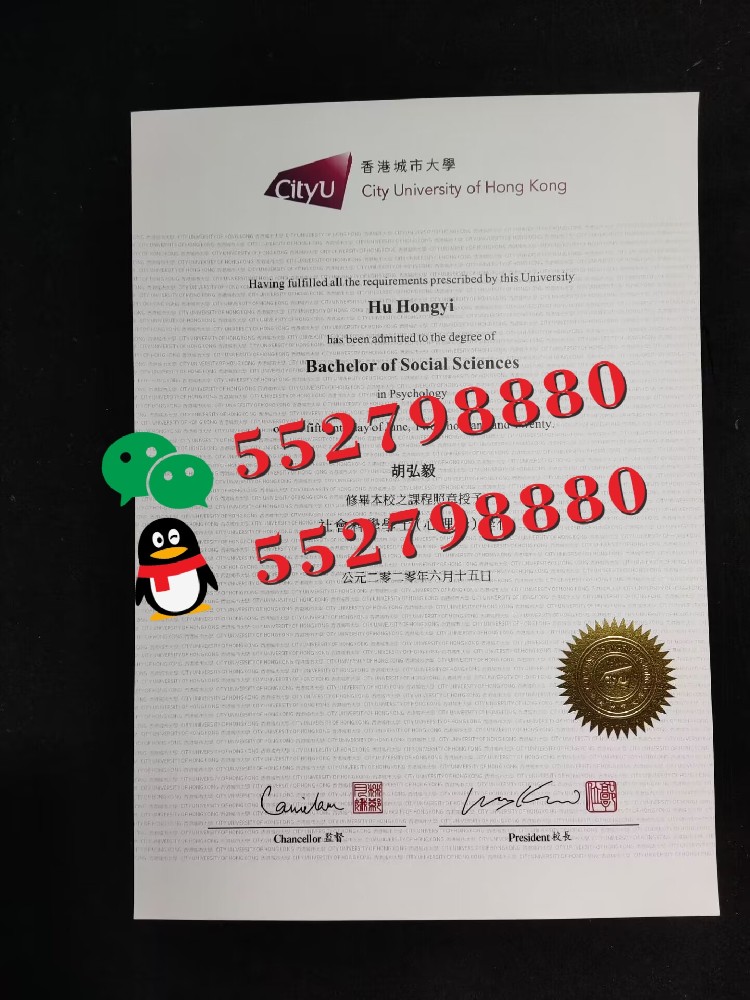 CityU
香港城市大學
City University of Hong Kong
Having fulfilled all the requirements prescribed by this University
Hu Hongyi
has been admitted to the degree of
Bachelor of Social Sciences
in Psychology
552798880
day of June,
胡弘毅
修畢本校之課程照章授予
552798880
公元二零二零年六月十五日
CityU
Chancellor 監督
President 校長